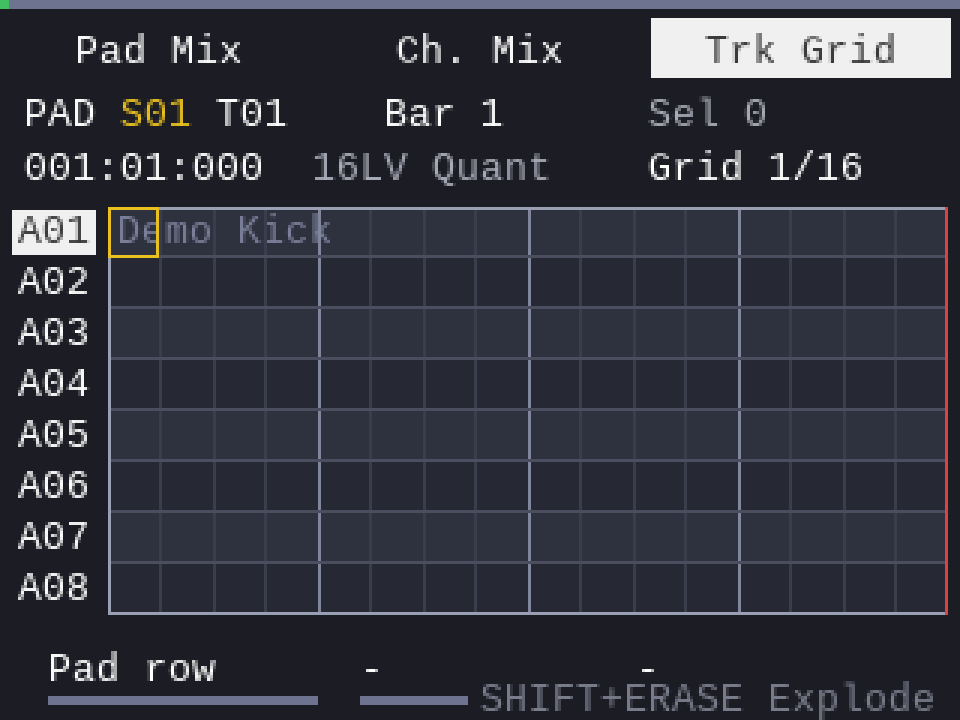 Pad Mix Ch. Mix Trk Grid
PAD S01 T01 Bar 1 Sel 0
001:01:000 16LV Quant Grid 1/16
A01 Demo Kick
A02
A03
A04
A05
A06
A07
A08
Pad row - -
SHIFT+ERASE Explode